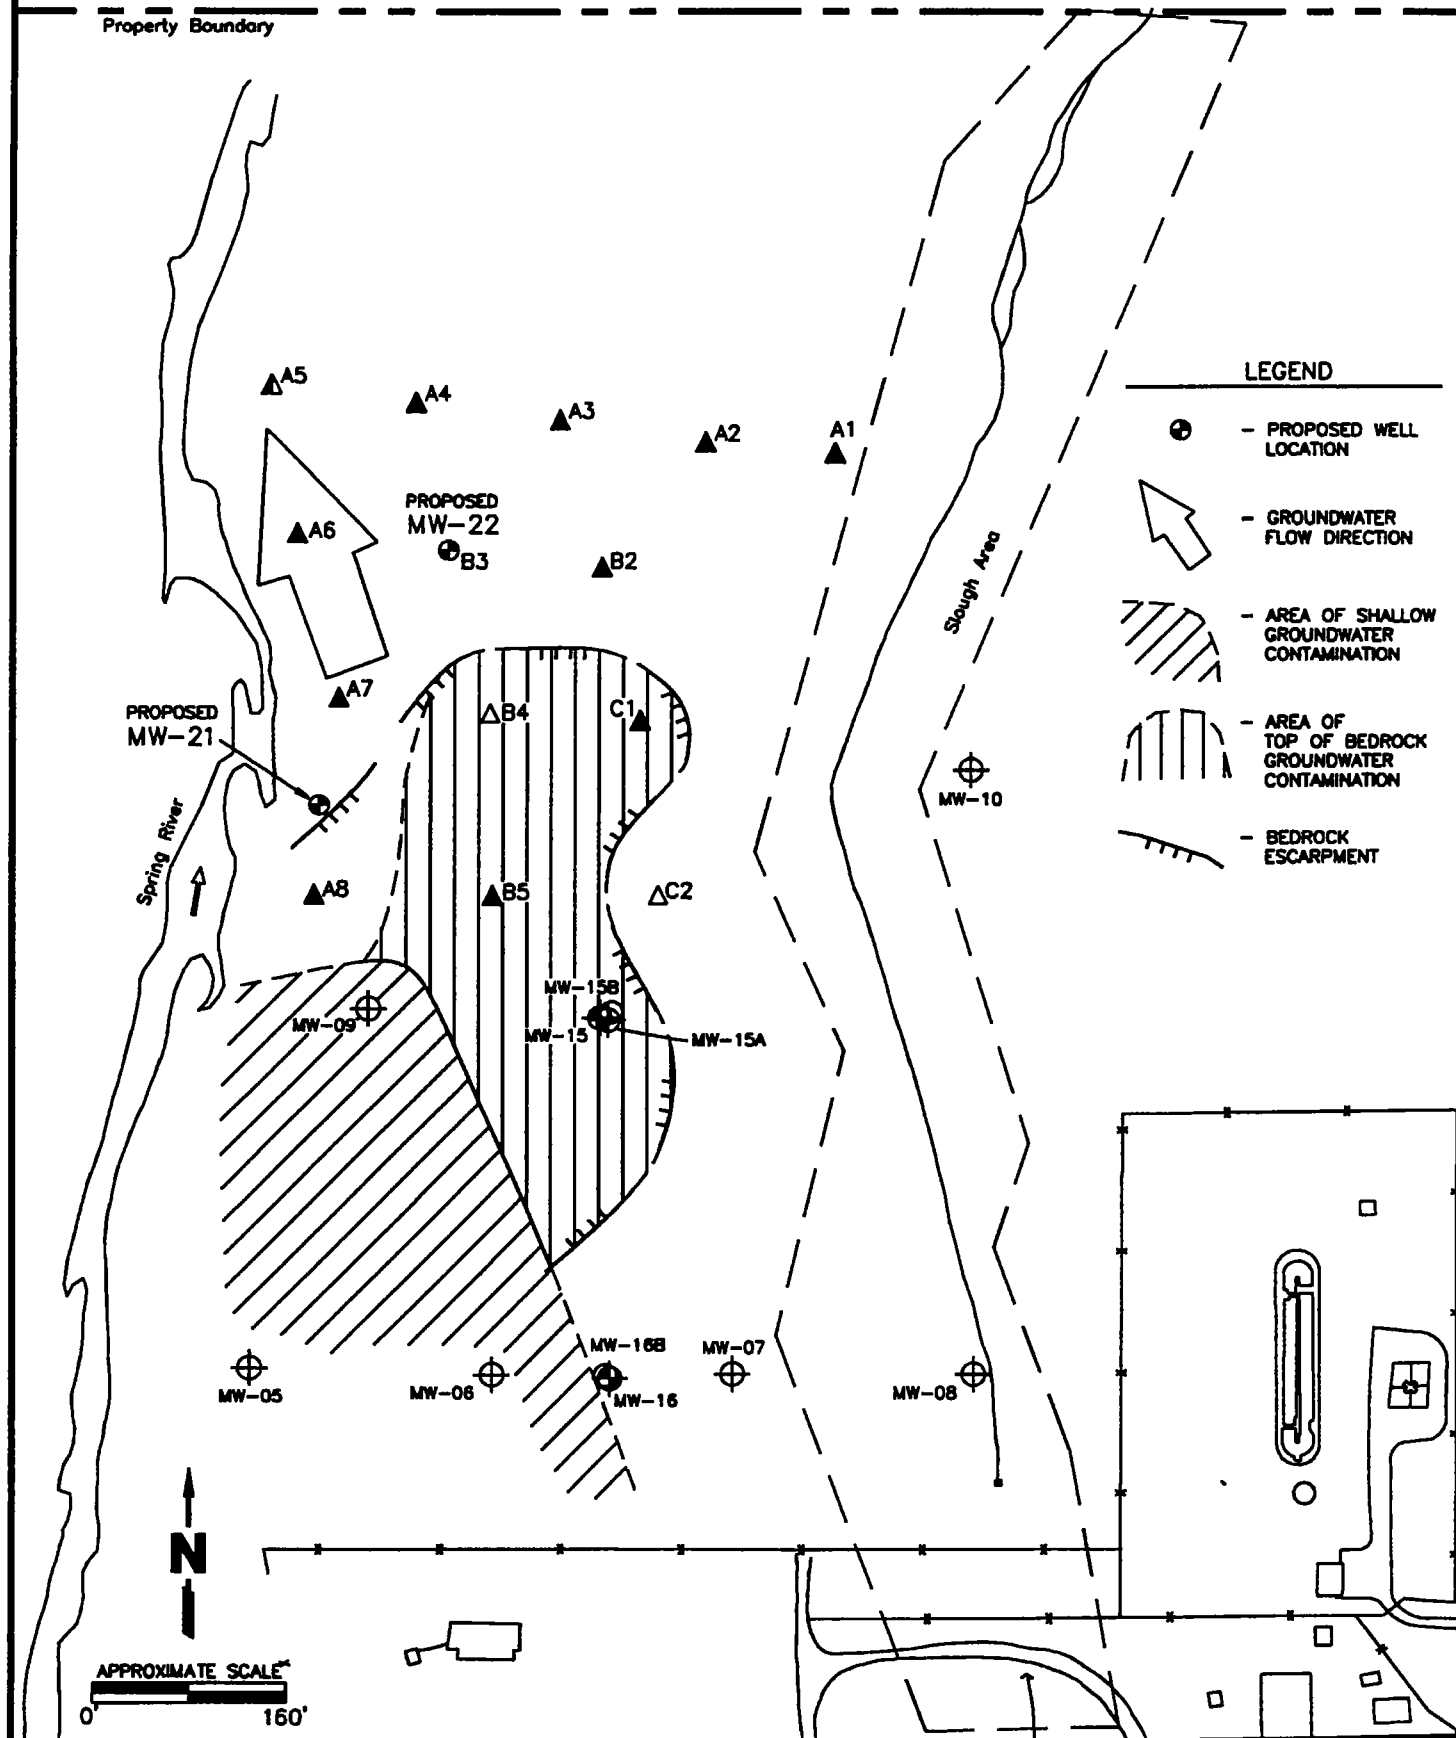 Property Boundary
A5
A4
A3
A2
A1
LEGEND
- PROPOSED WELL
LOCATION
PROPOSED
MW-22
A6
B3
B2
- GROUNDWATER
FLOW DIRECTION
Slough Area
- AREA OF SHALLOW
GROUNDWATER
CONTAMINATION
A7
B4
C1
PROPOSED
MW-21
- AREA OF
TOP OF BEDROCK
GROUNDWATER
CONTAMINATION
MW-10
Spring River
- BEDROCK
ESCARPMENT
A8
B5
C2
MW-15B
MW-09
MW-15
MW-15A
MW-16B
MW-07
MW-05
MW-06
MW-16
MW-08
N
APPROXIMATE SCALE
0'
160'